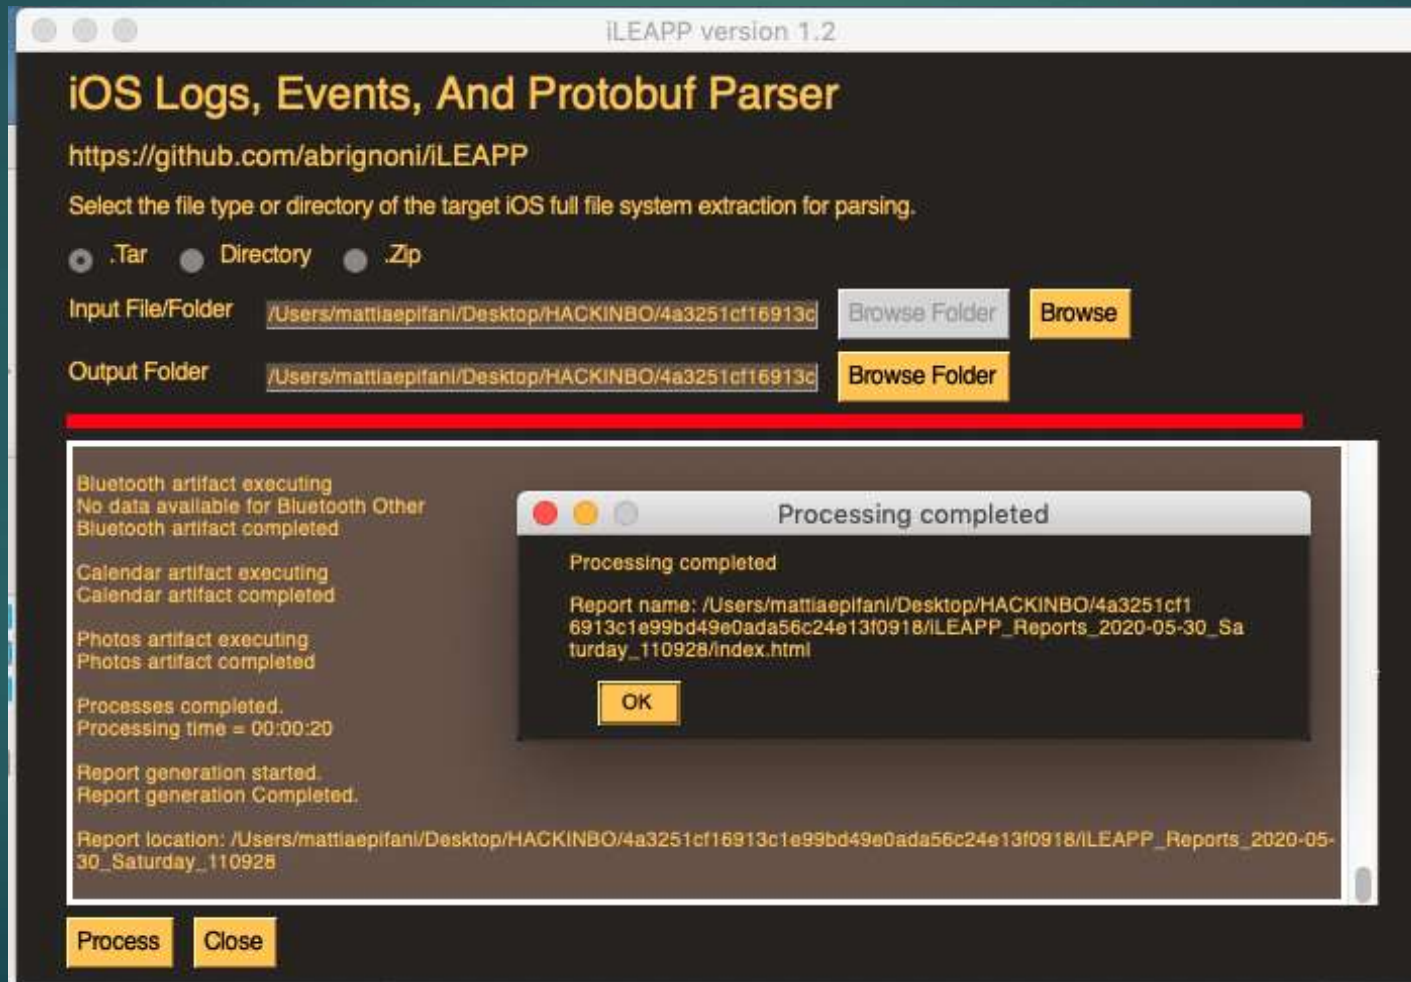 iLEAPP version 1.2
iOS Logs, Events, And Protobuf Parser
https://github.com/abrignoni/iLEAPP
Select the file type or directory of the target iOS full file system extraction for parsing.
.Tar Directory .Zip
Input File/Folder /Users/mattiaepifani/Desktop/HACKINBO/4a3251cf16913c Browse Folder Browse
Output Folder /Users/mattiaepifani/Desktop/HACKINBO/4a3251cf16913c Browse Folder
Bluetooth artifact executing
No data available for Bluetooth Other
Bluetooth artifact completed
Calendar artifact executing
Calendar artifact completed
Photos artifact executing
Photos artifact completed
Processes completed.
Processing time = 00:00:20
Report generation started.
Report generation Completed.
Report location: /Users/mattiaepifani/Desktop/HACKINBO/4a3251cf16913c1e99bd49e0ada56c24e13f0918/iLEAPP_Reports_2020-05-
30_Saturday_110928
Processing completed
Processing completed
Report name: /Users/mattiaepifani/Desktop/HACKINBO/4a3251cf1
6913c1e99bd49e0ada56c24e13f0918/iLEAPP_Reports_2020-05-30_Sa
turday_110928/index.html
OK
Process Close